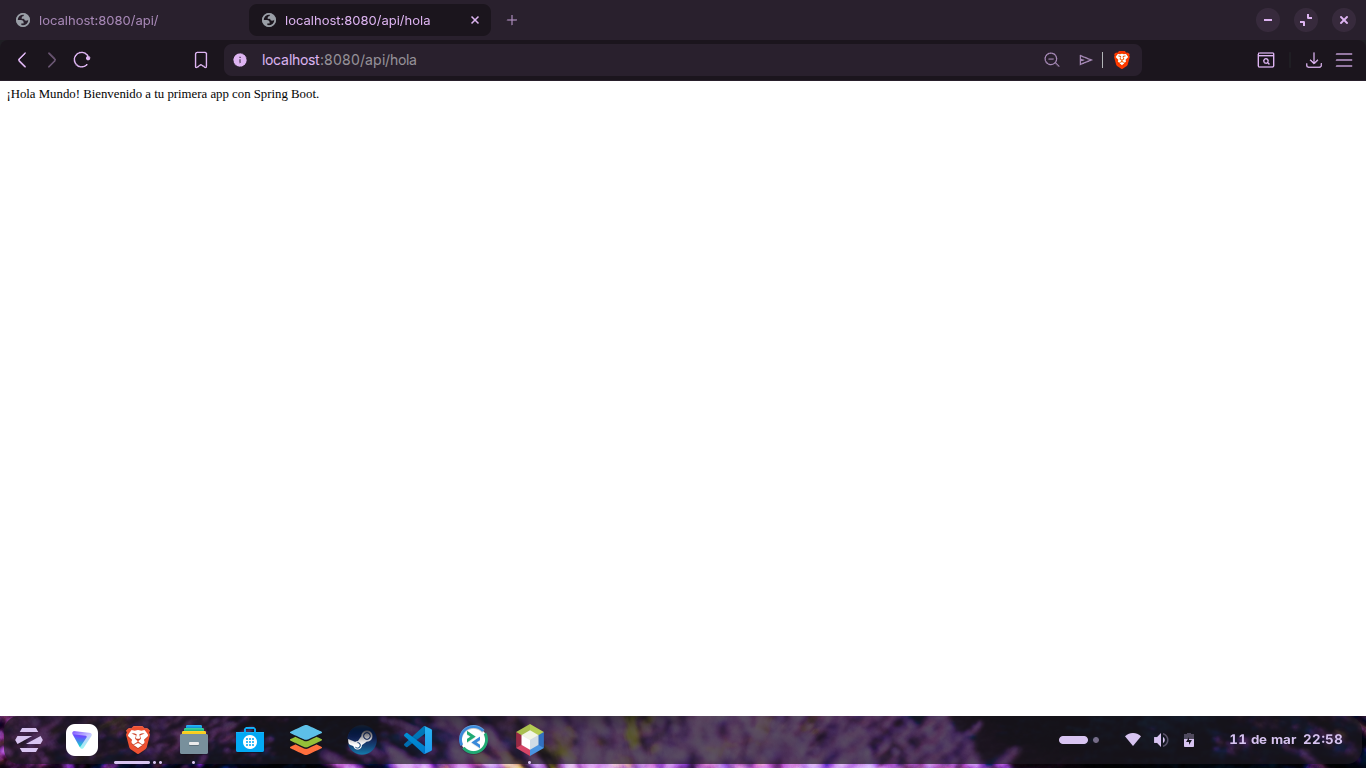 localhost:8080/api/
localhost:8080/api/hola
localhost:8080/api/hola
¡Hola Mundo! Bienvenido a tu primera app con Spring Boot.
11 de mar 22:58